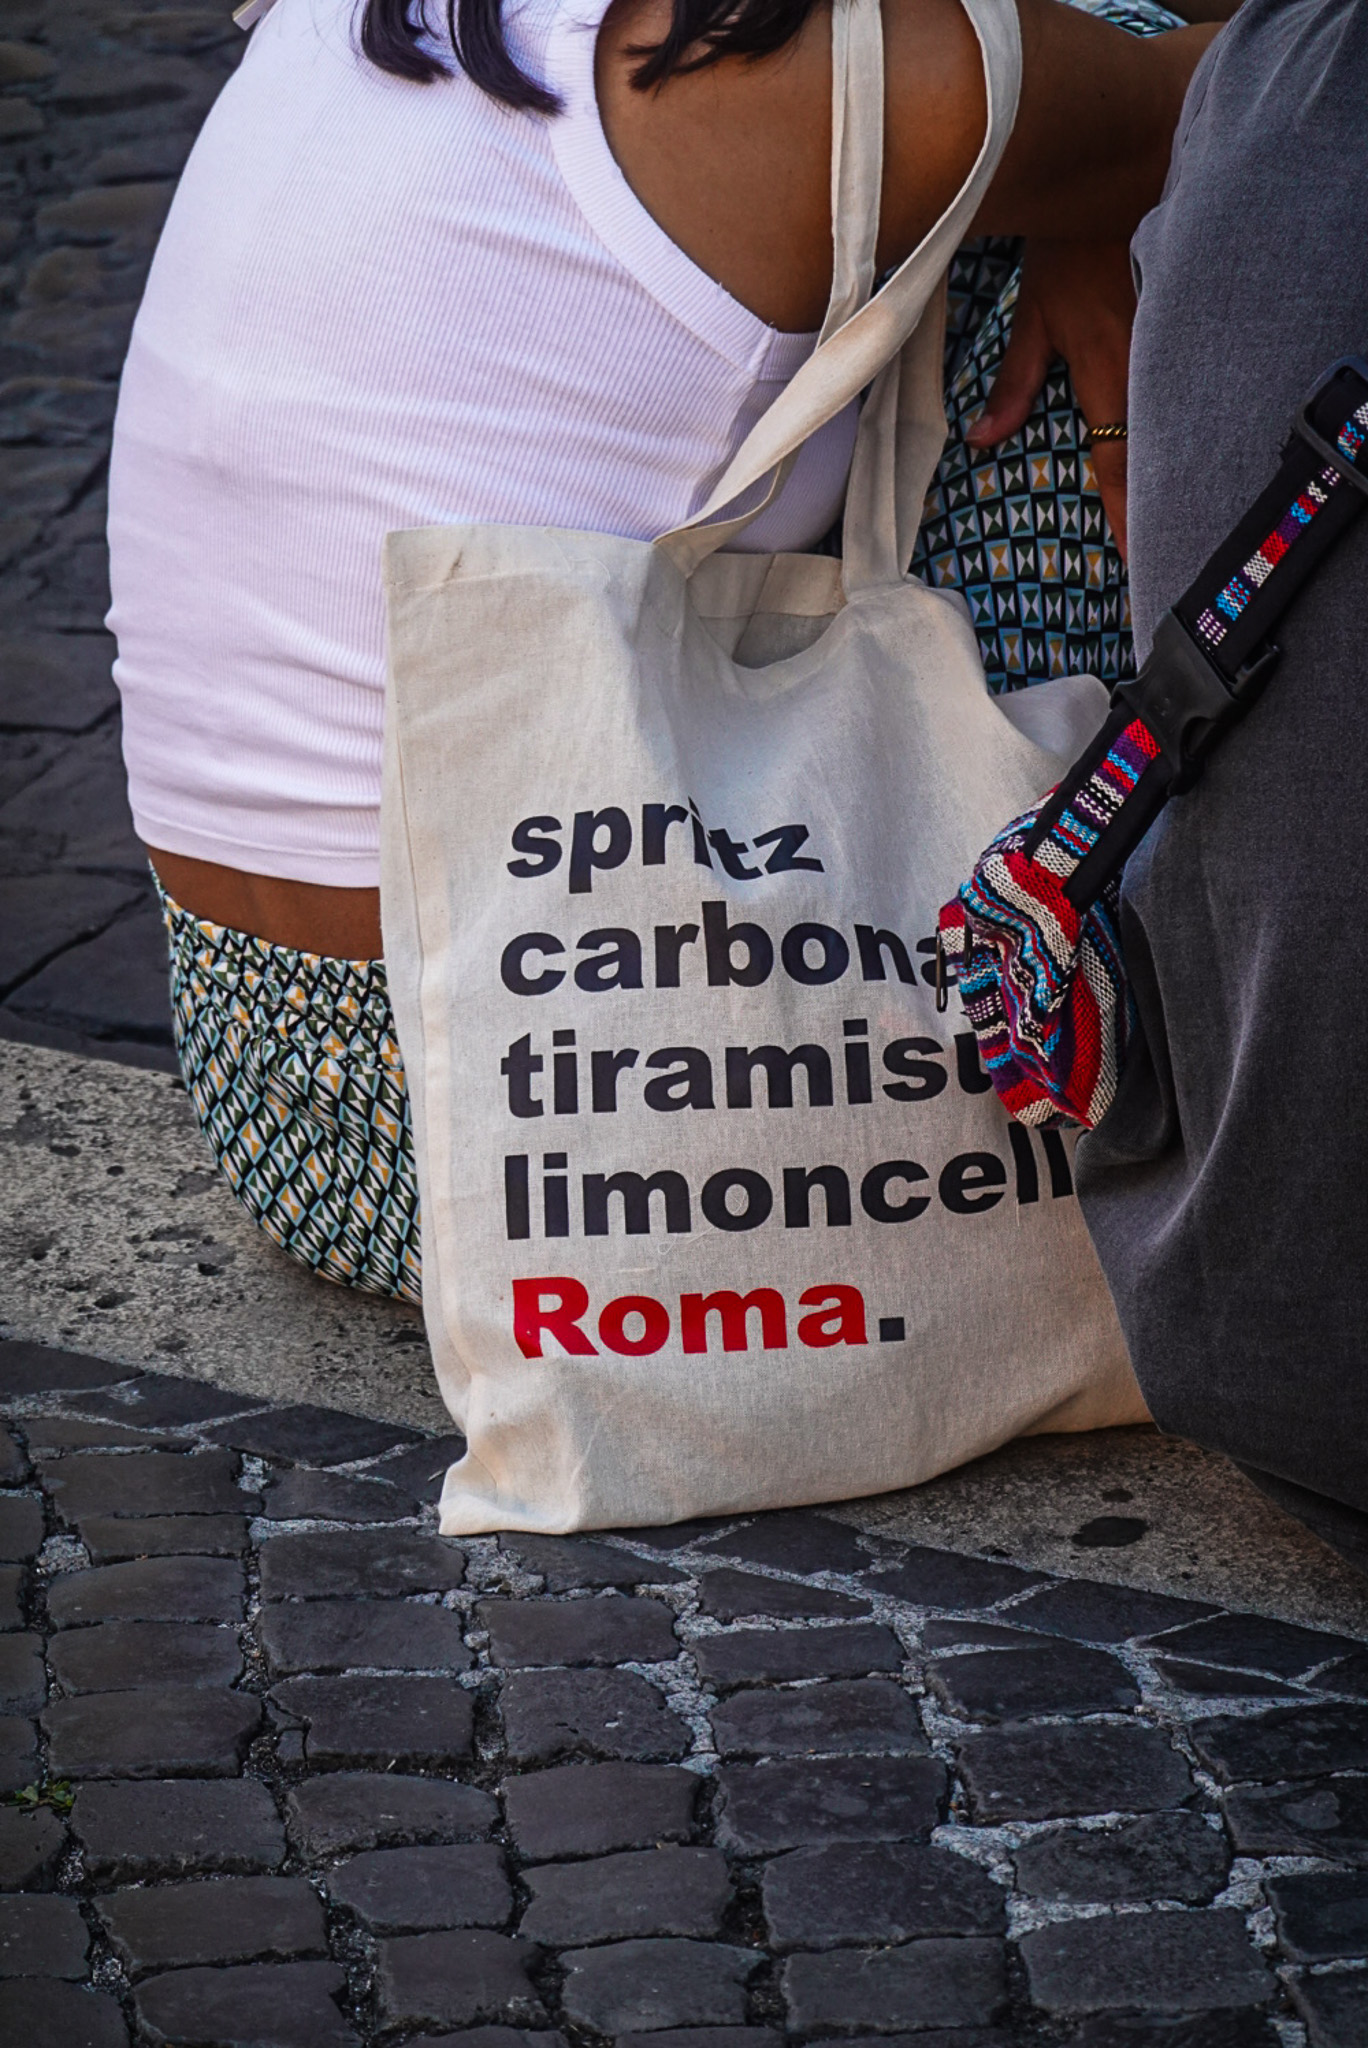 spritz
carbona
tiramisu
limoncell
Roma.